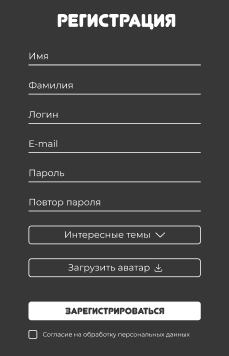 РЕГИСТРАЦИЯ
Имя
Фамилия
Логин
E-mail
Пароль
Повтор пароля
Интересные темы
Загрузить аватар
ЗАРЕГИСТРИРОВАТЬСЯ
Согласие на обработку персональных данных